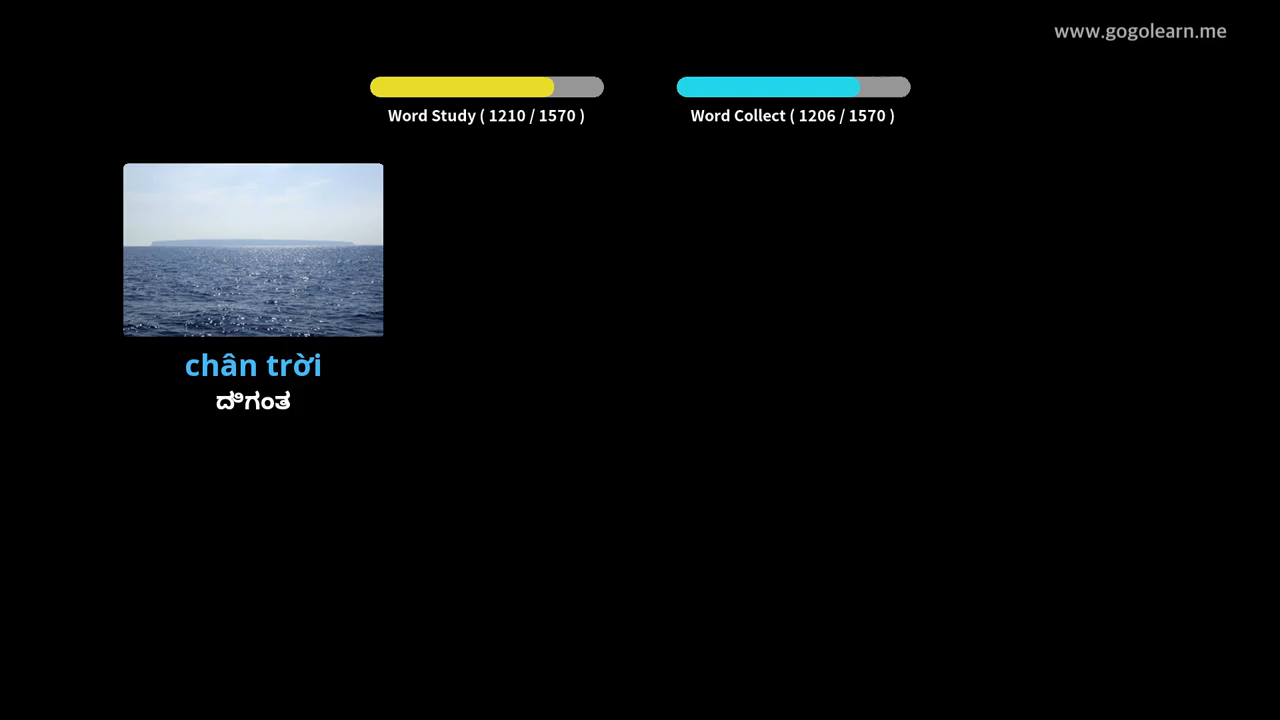 www.gogolearn.me
Word Study ( 1210 / 1570 )
Word Collect ( 1206 / 1570 )
chân trời
ದಿಗಂತ